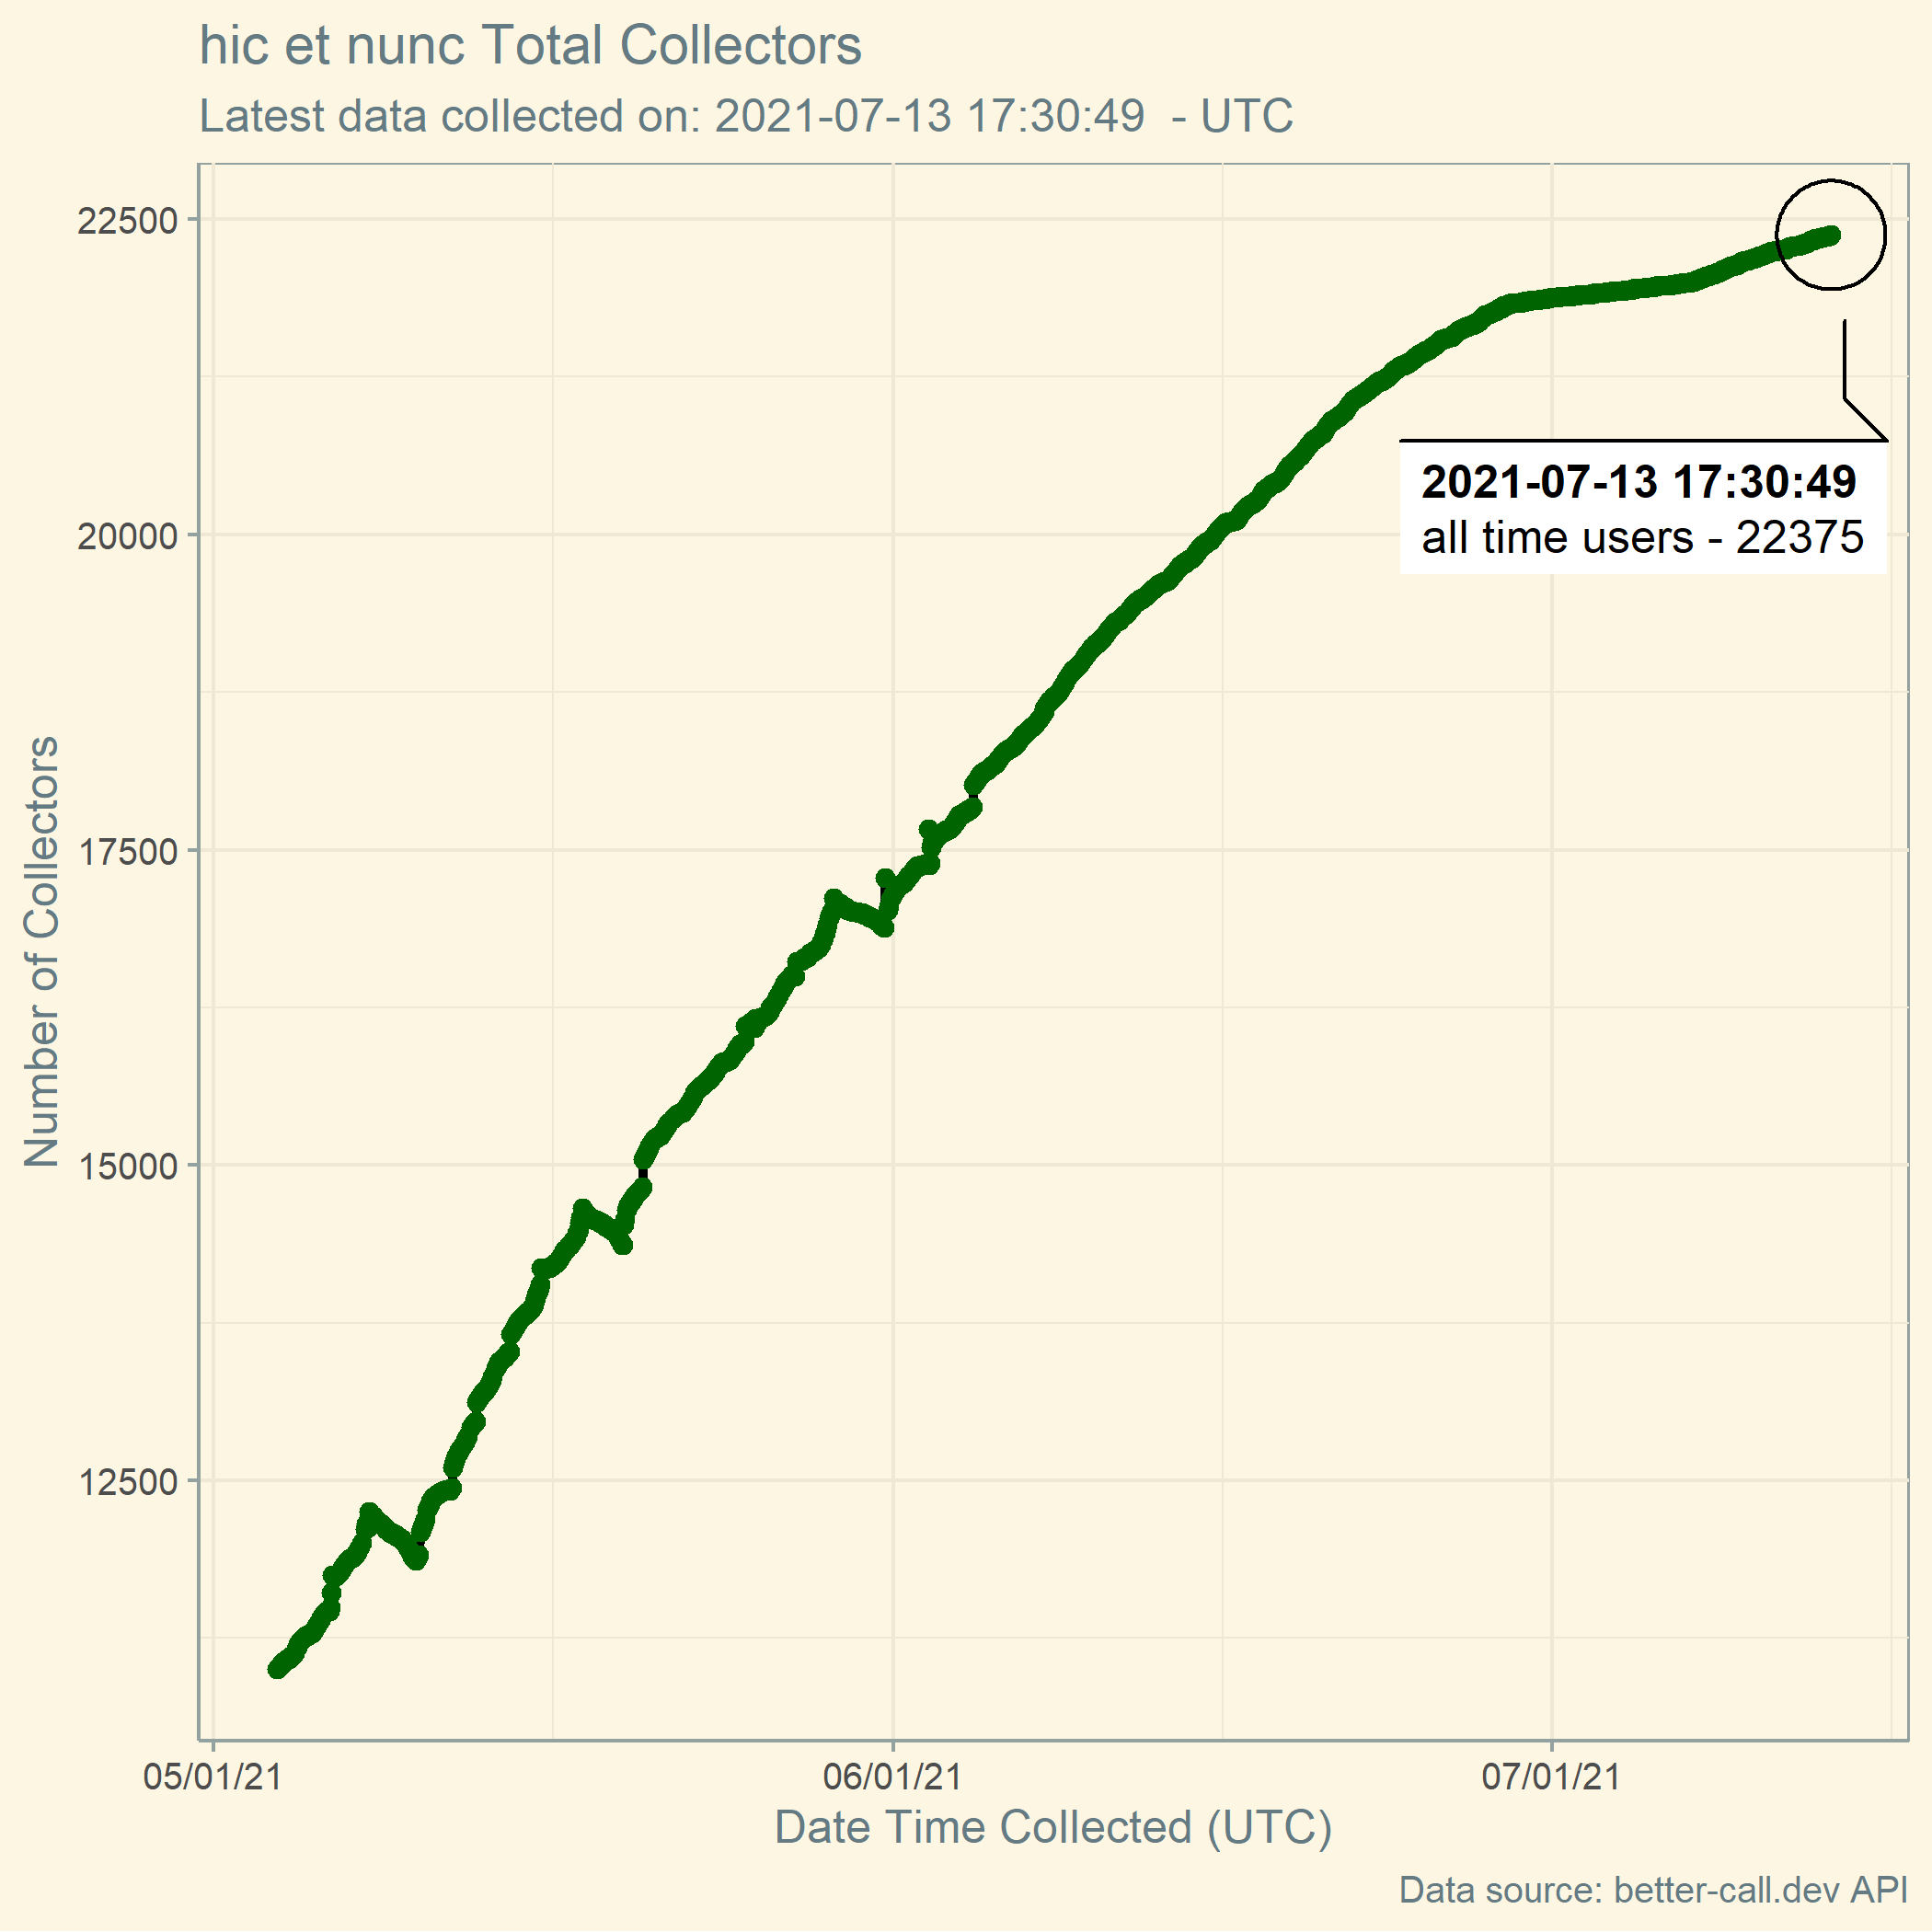 hic et nunc Total Collectors
Latest data collected on: 2021-07-13 17:30:49  - UTC
22500
20000
17500
15000
12500
Number of Collectors
2021-07-13 17:30:49
all time users - 22375
05/01/21
06/01/21
07/01/21
Date Time Collected (UTC)
Data source: better-call.dev API